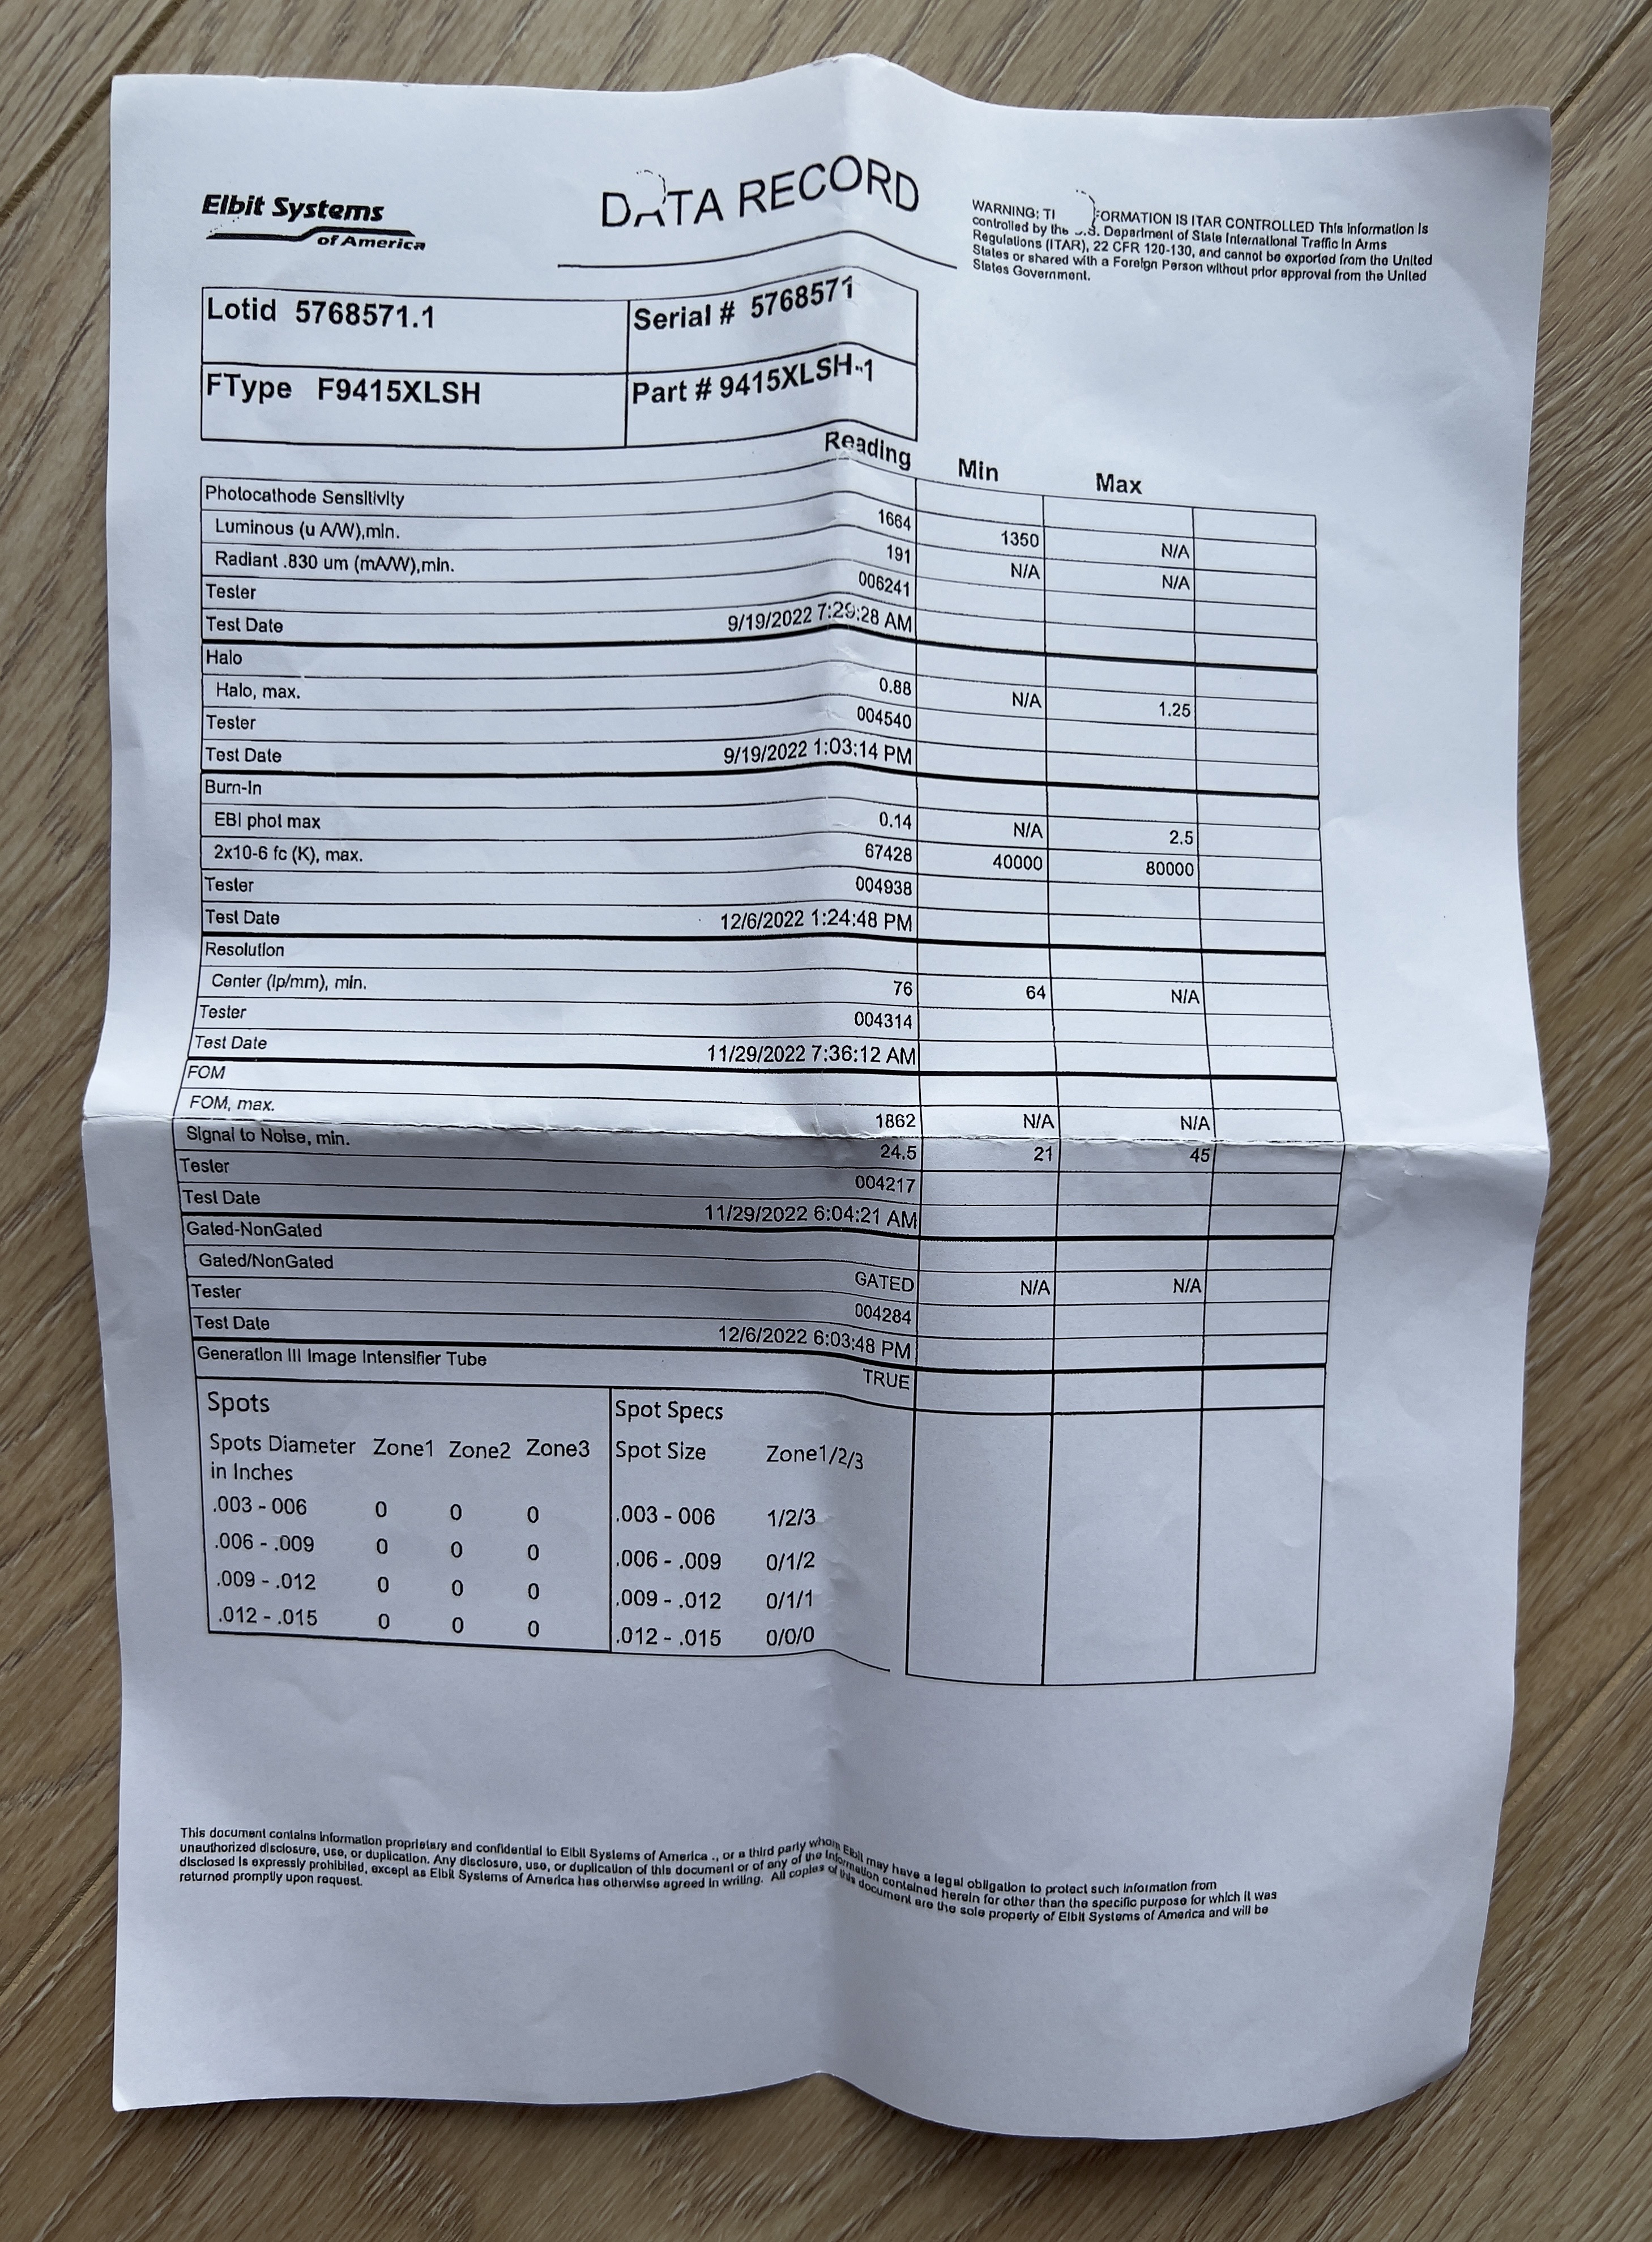 Elbit Systems
of America
DATA RECORD
WARNING: TI ORMATION IS ITAR CONTROLLED This information is
controlled by the U.S. Department of State International Traffic In Arms
Regulations (ITAR), 22 CFR 120-130, and cannot be exported from the United
States or shared with a Foreign Person without prior approval from the United
States Government.
Lotid 5768571.1 Serial # 5768571
FType F9415XLSH Part # 9415XLSH-1
Reading Min Max
Photocathode Sensitivity
Luminous (u A/W),min. 1664 1350 N/A
Radiant .830 um (mA/W),min. 191 N/A N/A
Tester 006241
Test Date 9/19/2022 7:29:28 AM
Halo
Halo, max. 0.88 N/A 1.25
Tester 004540
Test Date 9/19/2022 1:03:14 PM
Burn-In
EBI phot max 0.14 N/A 2.5
2x10-6 fc (K), max. 67428 40000 80000
Tester 004938
Test Date 12/6/2022 1:24:48 PM
Resolution
Center (lp/mm), min. 76 64 N/A
Tester 004314
Test Date 11/29/2022 7:36:12 AM
FOM
FOM, max. 1862 N/A N/A
Signal to Noise, min. 24.5 21 45
Tester 004217
Test Date 11/29/2022 6:04:21 AM
Gated-NonGated
Gated/NonGated GATED N/A N/A
Tester 004284
Test Date 12/6/2022 6:03:48 PM
Generation III Image Intensifier Tube TRUE
Spots Spot Specs
Spots Diameter Zone1 Zone2 Zone3 Spot Size Zone1/2/3
in Inches
.003 - 006 0 0 0 .003 - 006 1/2/3
.006 - .009 0 0 0 .006 - .009 0/1/2
.009 - .012 0 0 0 .009 - .012 0/1/1
.012 - .015 0 0 0 .012 - .015 0/0/0
This document contains information proprietary and confidential to Elbit Systems of America ., or a third party whom Elbit may have a legal obligation to protect such information from
unauthorized disclosure, use, or duplication. Any disclosure, use, or duplication of this document or of any of the information contained herein for other than the specific purpose for which it was
disclosed is expressly prohibited, except as Elbit Systems of America has otherwise agreed in writing. All copies of this document are the sole property of Elbit Systems of America and will be
returned promptly upon request.